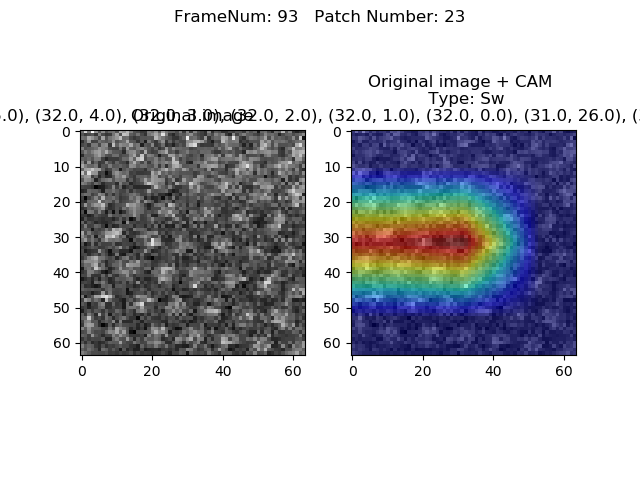 FrameNum: 93   Patch Number: 23
Original image + CAM
Type: Sw
.0), (32.0, 4.0), (32.0, 3.0), (32.0, 2.0), (32.0, 1.0), (32.0, 0.0), (31.0, 26.0), (
Original image
0
10
20
30
40
50
60
0 20 40 60
0
10
20
30
40
50
60
0 20 40 60